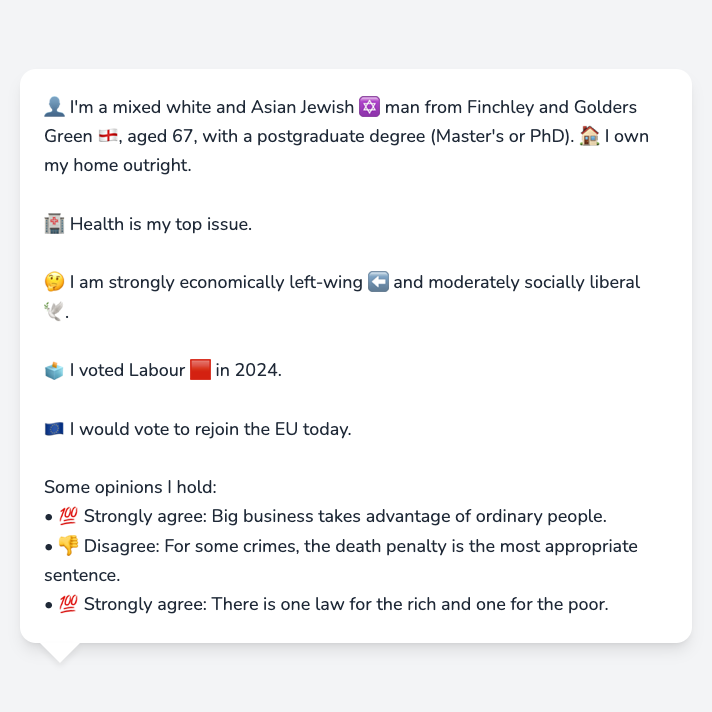 👤 I'm a mixed white and Asian Jewish 🔯 man from Finchley and Golders
Green 🏴󠁧󠁢󠁥󠁮󠁧󠁿, aged 67, with a postgraduate degree (Master's or PhD). 🏠 I own
my home outright.
🏥 Health is my top issue.
🤔 I am strongly economically left-wing ⬅️ and moderately socially liberal
🕊️.
🗳️ I voted Labour 🟥 in 2024.
🇪🇺 I would vote to rejoin the EU today.
Some opinions I hold:
• 💯 Strongly agree: Big business takes advantage of ordinary people.
• 👎 Disagree: For some crimes, the death penalty is the most appropriate
sentence.
• 💯 Strongly agree: There is one law for the rich and one for the poor.